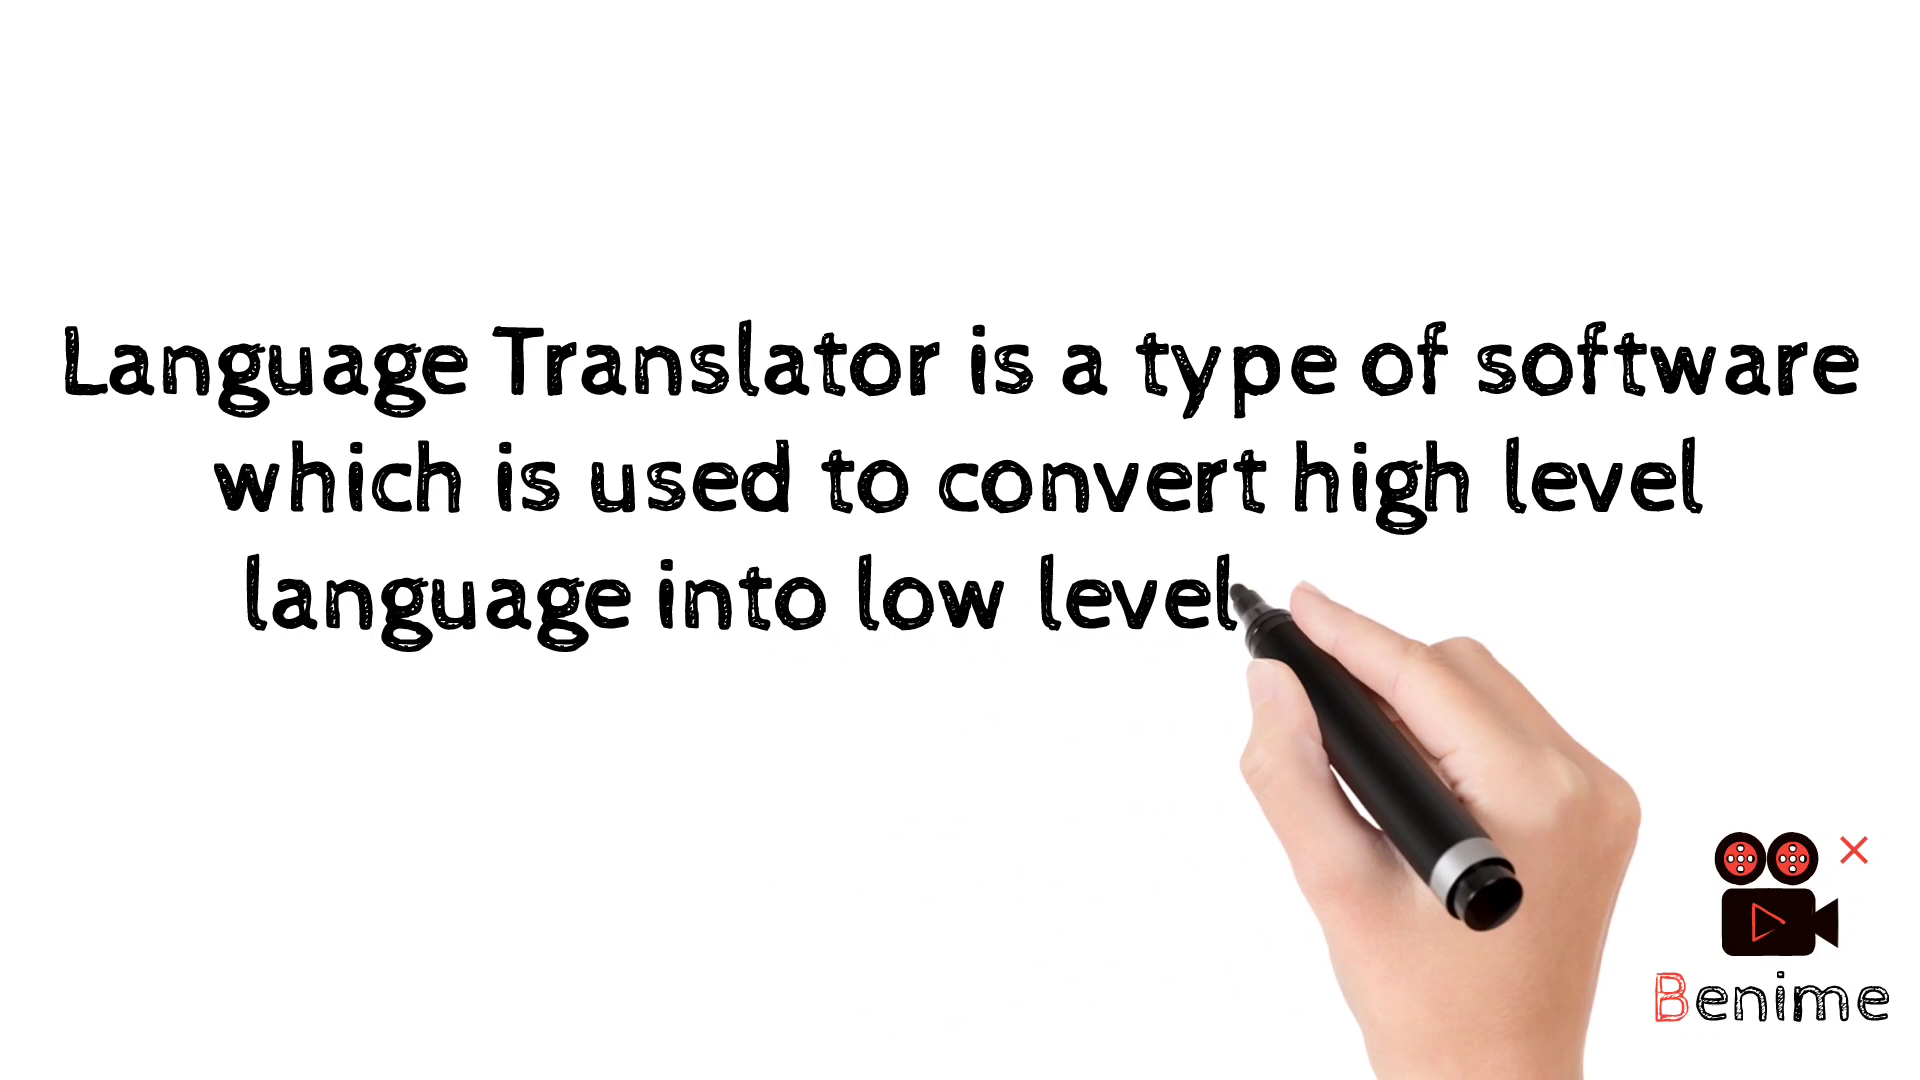 Language Translator is a type of software
which is used to convert high level
language into low level
Benime